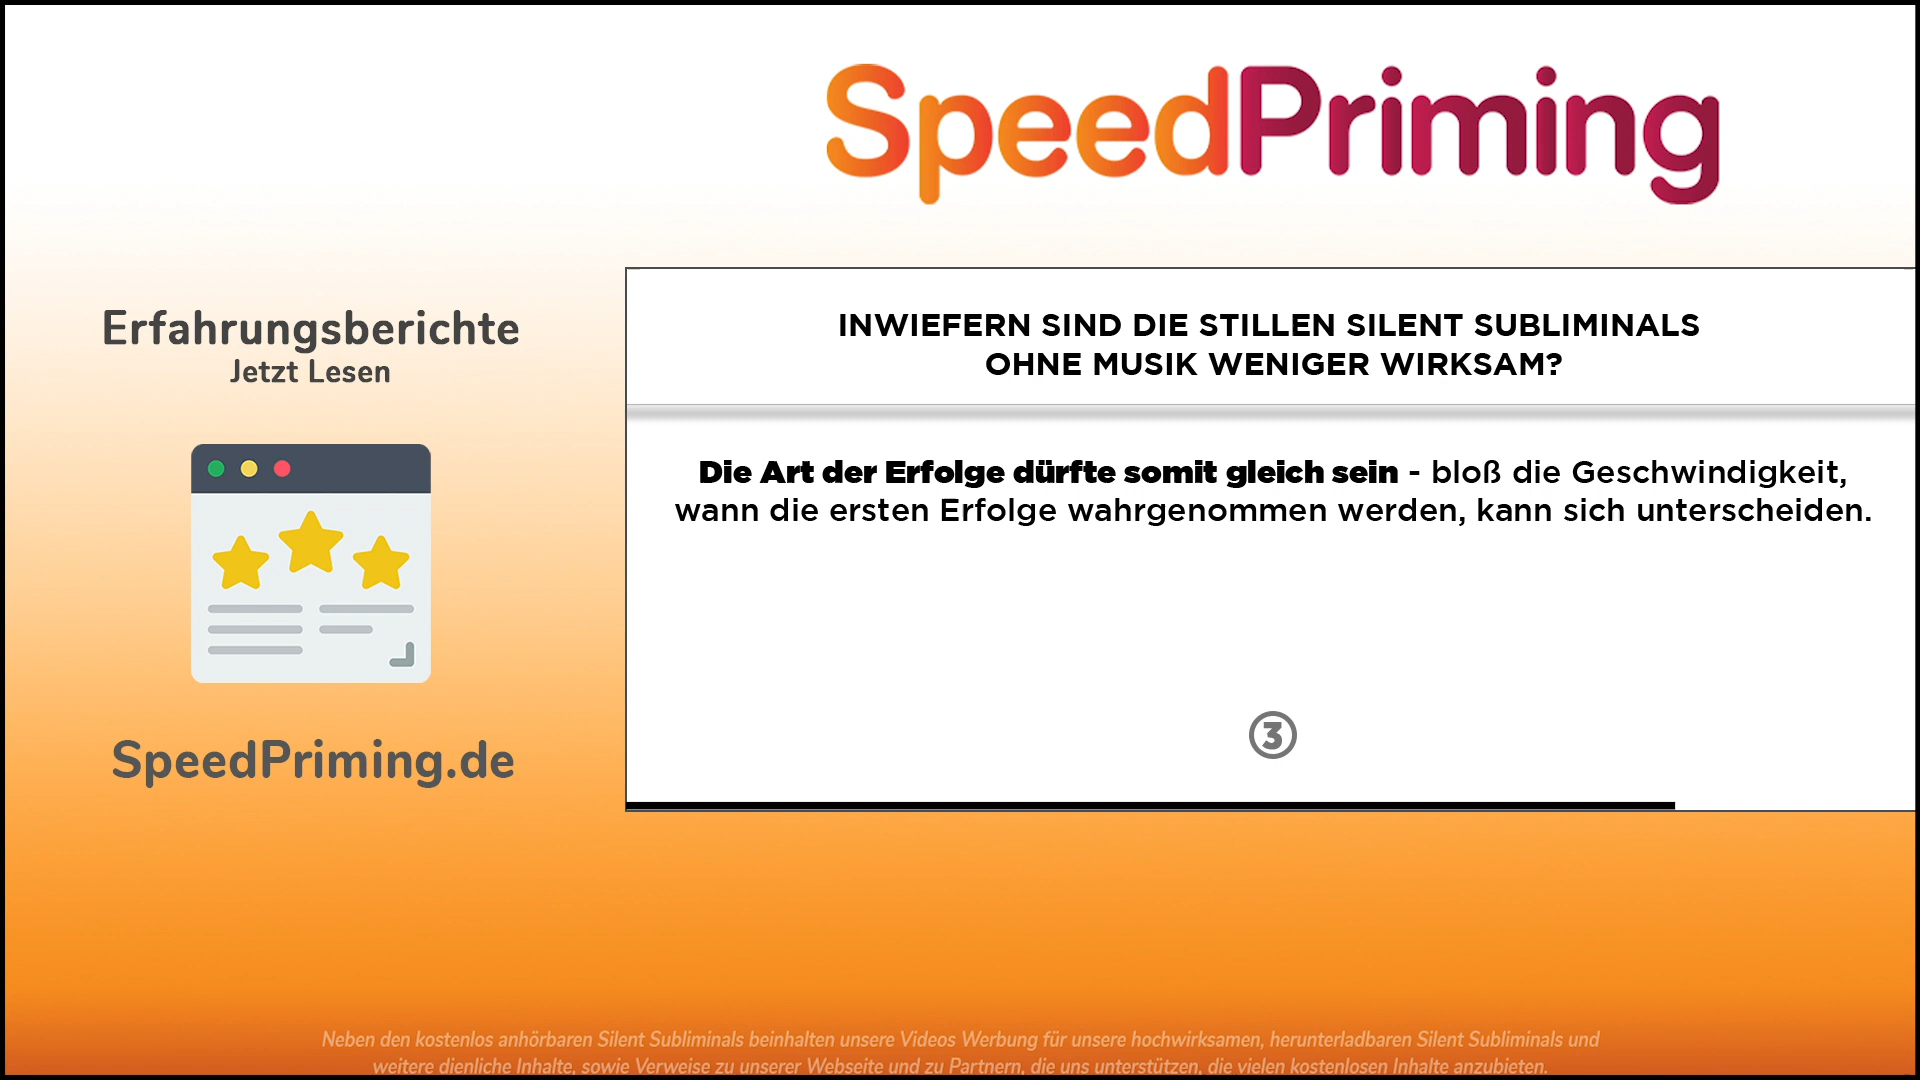 SpeedPriming
Erfahrungsberichte
Jetzt Lesen
SpeedPriming.de
INWIEFERN SIND DIE STILLEN SILENT SUBLIMINALS
OHNE MUSIK WENIGER WIRKSAM?
Die Art der Erfolge dürfte somit gleich sein - bloß die Geschwindigkeit,
wann die ersten Erfolge wahrgenommen werden, kann sich unterscheiden.
3
Neben den kostenlos anhörbaren Silent Subliminals beinhalten unsere Videos Werbung für unsere hochwirksamen, herunterladbaren Silent Subliminals und
weitere dienliche Inhalte, sowie Verweise zu unserer Webseite und zu Partnern, die uns unterstützen, die vielen kostenlosen Inhalte anzubieten.